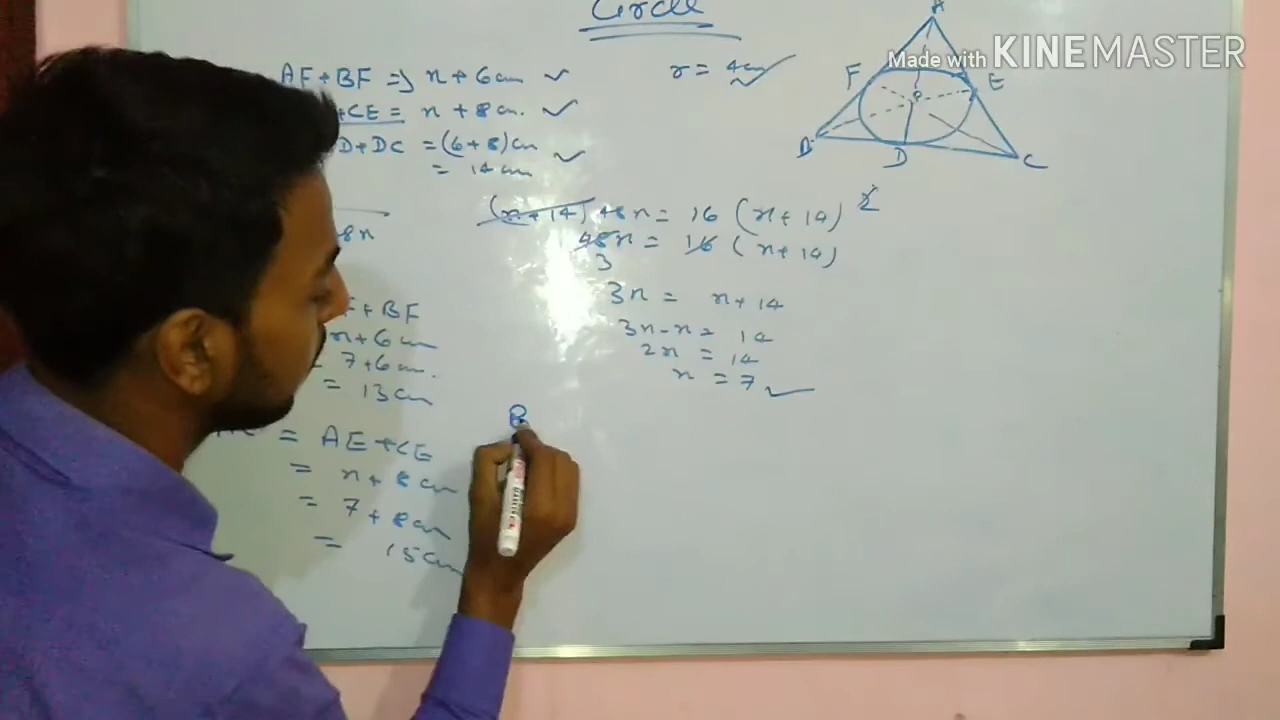 Circle
Made with KINEMASTER
AF+BF => x + 6 cm ✓
+CE = x + 8 cm. ✓
D+DC = (6+8) cm ✓
= 14 cm
r = 4 cm ✓
A
F
E
O
B
D
C
(x+14) 48x = 16 (x+14) 2
48x = 16 (x+14)
3
3x = x+14
3x-x = 14
2x = 14
x = 7 ✓
8x
+BF
x+6 cm
7+6 cm.
= 13 cm
= AE+CE
= x+8 cm
= 7+8 cm
= 15 cm
B